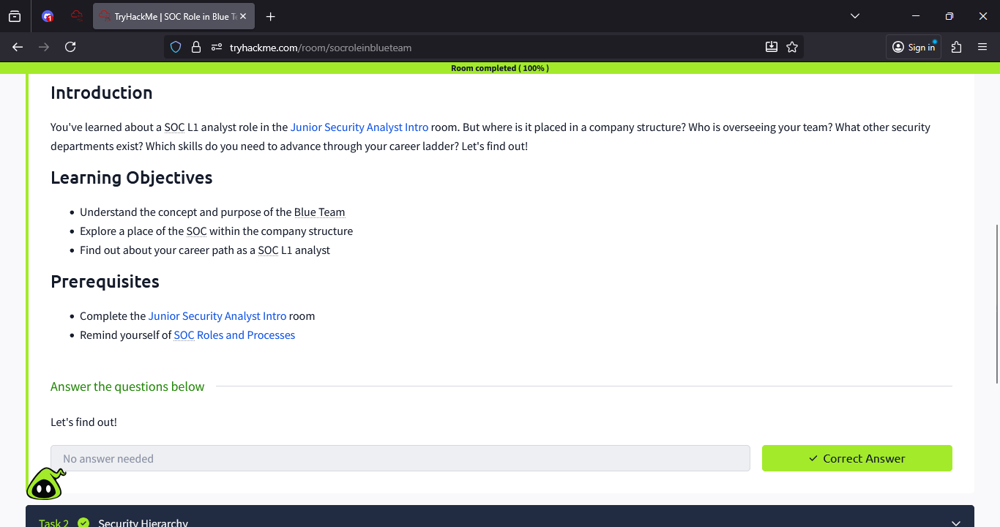 TryHackMe | SOC Role in Blue Te
tryhackme.com/room/socroleinblueteam
Sign in
Room completed ( 100% )
Introduction
You've learned about a SOC L1 analyst role in the Junior Security Analyst Intro room. But where is it placed in a company structure? Who is overseeing your team? What other security
departments exist? Which skills do you need to advance through your career ladder? Let's find out!
Learning Objectives
Understand the concept and purpose of the Blue Team
Explore a place of the SOC within the company structure
Find out about your career path as a SOC L1 analyst
Prerequisites
Complete the Junior Security Analyst Intro room
Remind yourself of SOC Roles and Processes
Answer the questions below
Let's find out!
No answer needed
Correct Answer
Task 2 Security Hierarchy